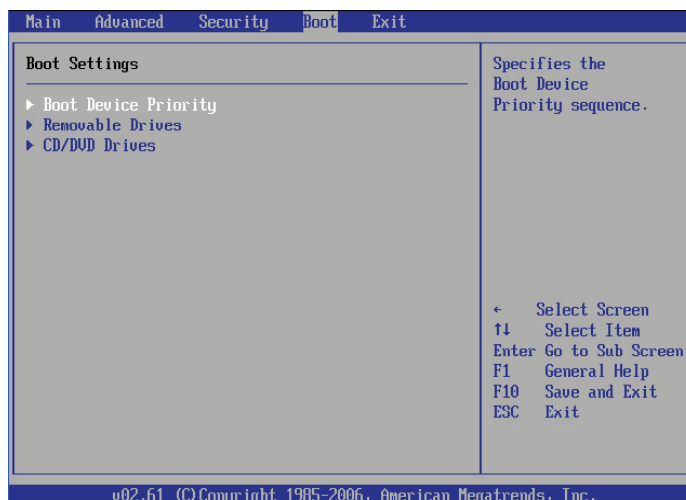 Main Advanced Security Boot Exit
Boot Settings
▶ Boot Device Priority
▶ Removable Drives
▶ CD/DVD Drives
Specifies the
Boot Device
Priority sequence.
← Select Screen
↑↓ Select Item
Enter Go to Sub Screen
F1 General Help
F10 Save and Exit
ESC Exit
v02.61 (C)Copyright 1985-2006, American Megatrends, Inc.